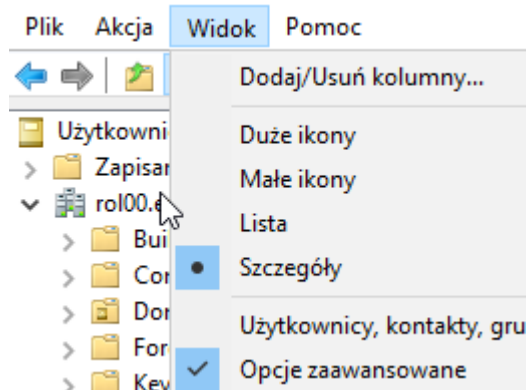 Plik Akcja Widok Pomoc
Dodaj/Usuń kolumny...
Użytkowni
Duże ikony
Zapisar
Małe ikony
rol00.
Lista
Bui
Szczegóły
Cor
Dor
Użytkownicy, kontakty, gru
For
Opcje zaawansowane
Key